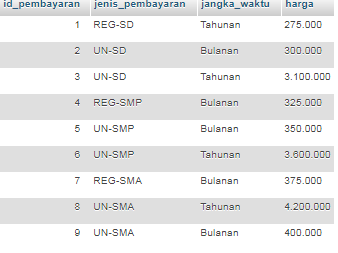 id_pembayaran jenis_pembayaran jangka_waktu harga
1 REG-SD Tahunan 275.000
2 UN-SD Bulanan 300.000
3 UN-SD Tahunan 3.100.000
4 REG-SMP Bulanan 325.000
5 UN-SMP Bulanan 350.000
6 UN-SMP Tahunan 3.600.000
7 REG-SMA Bulanan 375.000
8 UN-SMA Tahunan 4.200.000
9 UN-SMA Bulanan 400.000